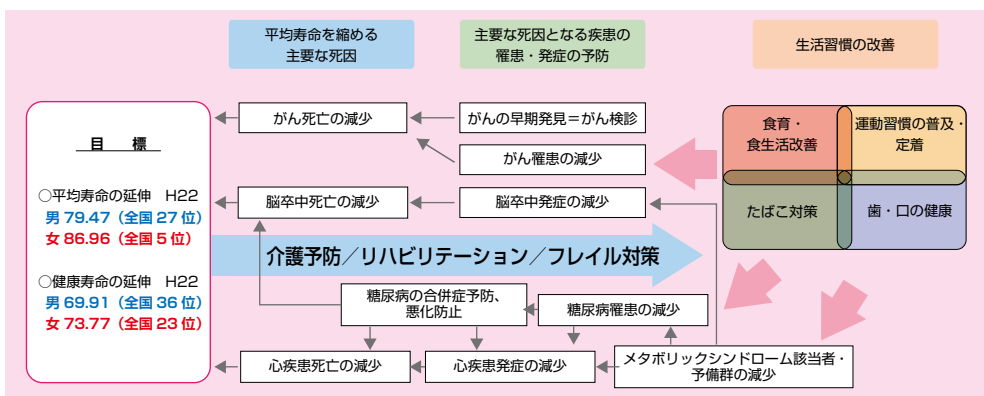 平均寿命を縮める
主要な死因
主要な死因となる疾患の
罹患・発症の予防
生活習慣の改善
目　標
○平均寿命の延伸　H22
男 79.47（全国 27 位）
女 86.96（全国 5 位）
○健康寿命の延伸　H22
男 69.91（全国 36 位）
女 73.77（全国 23 位）
がん死亡の減少
がんの早期発見＝がん検診
がん罹患の減少
脳卒中死亡の減少
脳卒中発症の減少
介護予防／リハビリテーション／フレイル対策
糖尿病の合併症予防、
悪化防止
糖尿病罹患の減少
心疾患死亡の減少
心疾患発症の減少
メタボリックシンドローム該当者・
予備群の減少
食育・
食生活改善
運動習慣の普及・
定着
たばこ対策
歯・口の健康